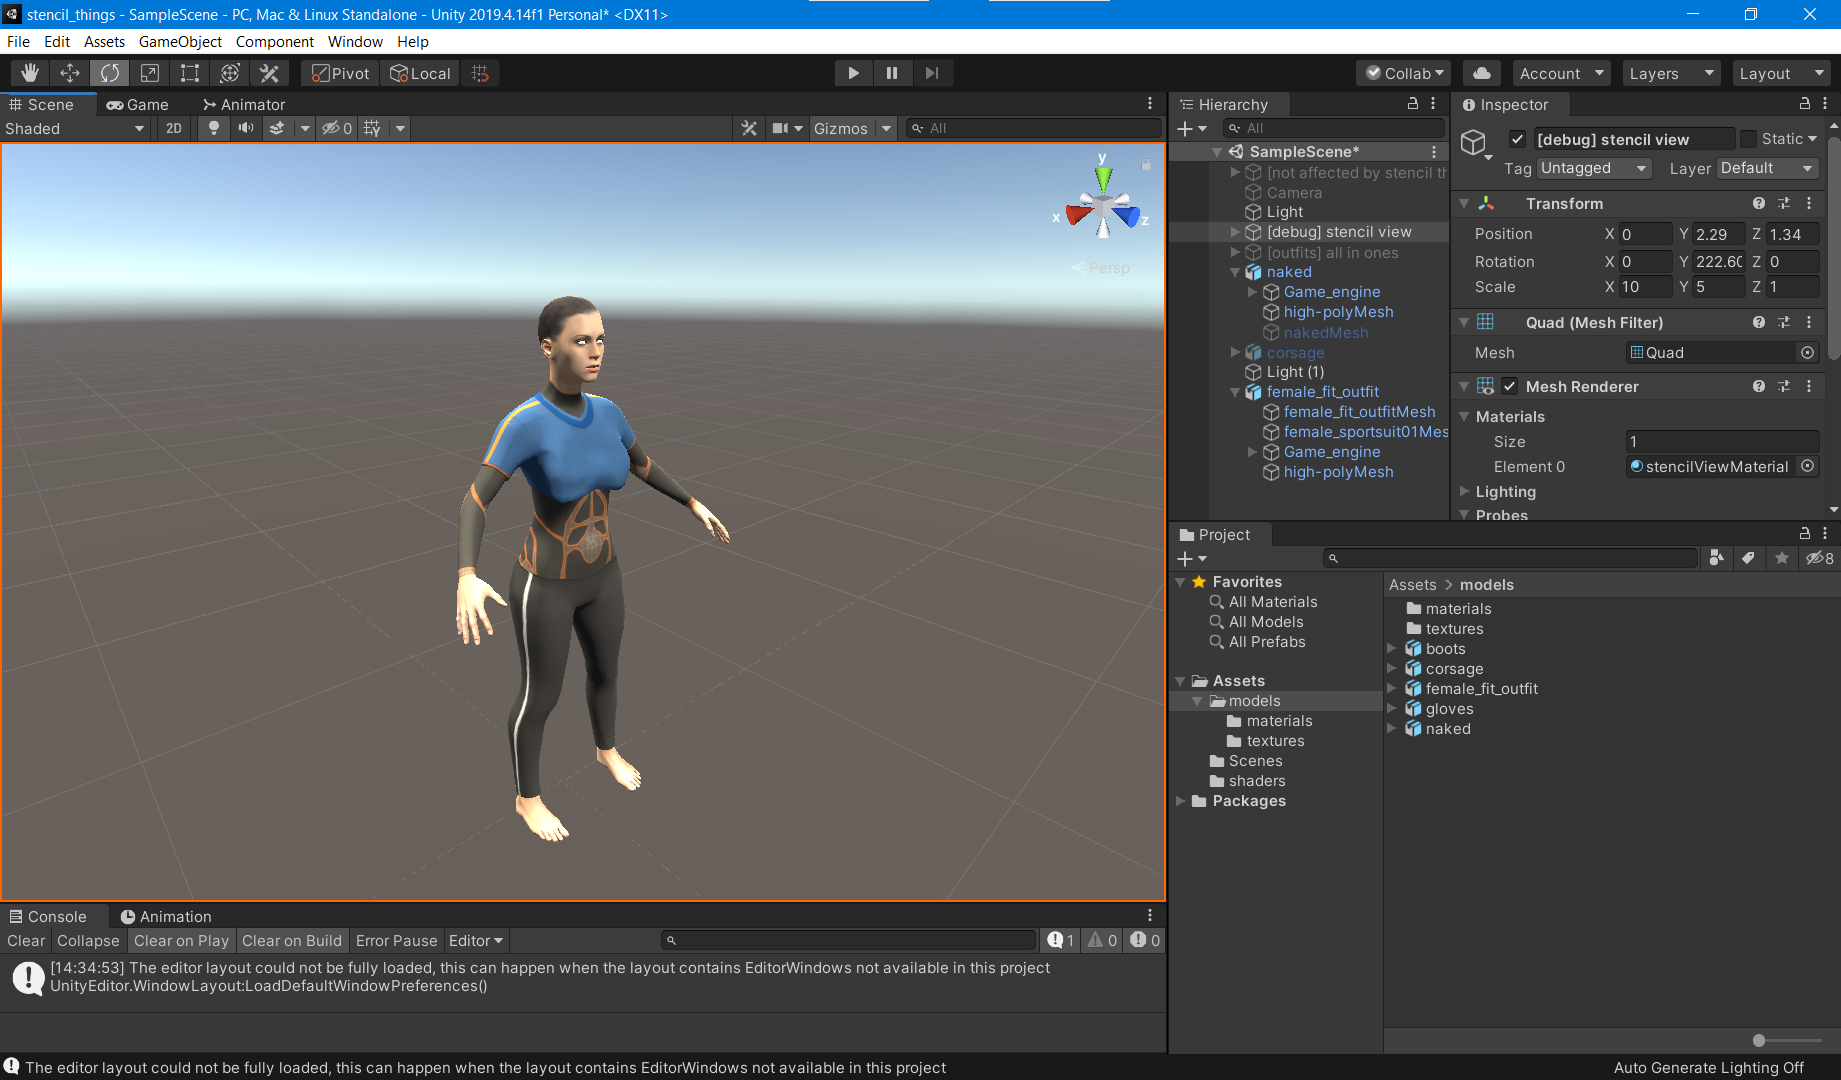 stencil_things - SampleScene - PC, Mac & Linux Standalone - Unity 2019.4.14f1 Personal* <DX11>
File Edit Assets GameObject Component Window Help
Pivot Local Collab Account Layers Layout
Scene Game Animator
Shaded 2D 0 Gizmos All
y
x
z
Persp
Hierarchy
All
SampleScene*
[not affected by stencil th
Camera
Light
[debug] stencil view
[outfits] all in ones
naked
Game_engine
high-polyMesh
nakedMesh
corsage
Light (1)
female_fit_outfit
female_fit_outfitMesh
female_sportsuit01Mes
Game_engine
high-polyMesh
Inspector
[debug] stencil view Static
Tag Untagged Layer Default
Transform
Position X 0 Y 2.29 Z 1.34
Rotation X 0 Y 222.60 Z 0
Scale X 10 Y 5 Z 1
Quad (Mesh Filter)
Mesh Quad
Mesh Renderer
Materials
Size 1
Element 0 stencilViewMaterial
Lighting
Probes
Project
8
Favorites
All Materials
All Models
All Prefabs
Assets
models
materials
textures
Scenes
shaders
Packages
Assets > models
materials
textures
boots
corsage
female_fit_outfit
gloves
naked
Console Animation
Clear Collapse Clear on Play Clear on Build Error Pause Editor 1 0 0
[14:34:53] The editor layout could not be fully loaded, this can happen when the layout contains EditorWindows not available in this project
UnityEditor.WindowLayout:LoadDefaultWindowPreferences()
The editor layout could not be fully loaded, this can happen when the layout contains EditorWindows not available in this project
Auto Generate Lighting Off